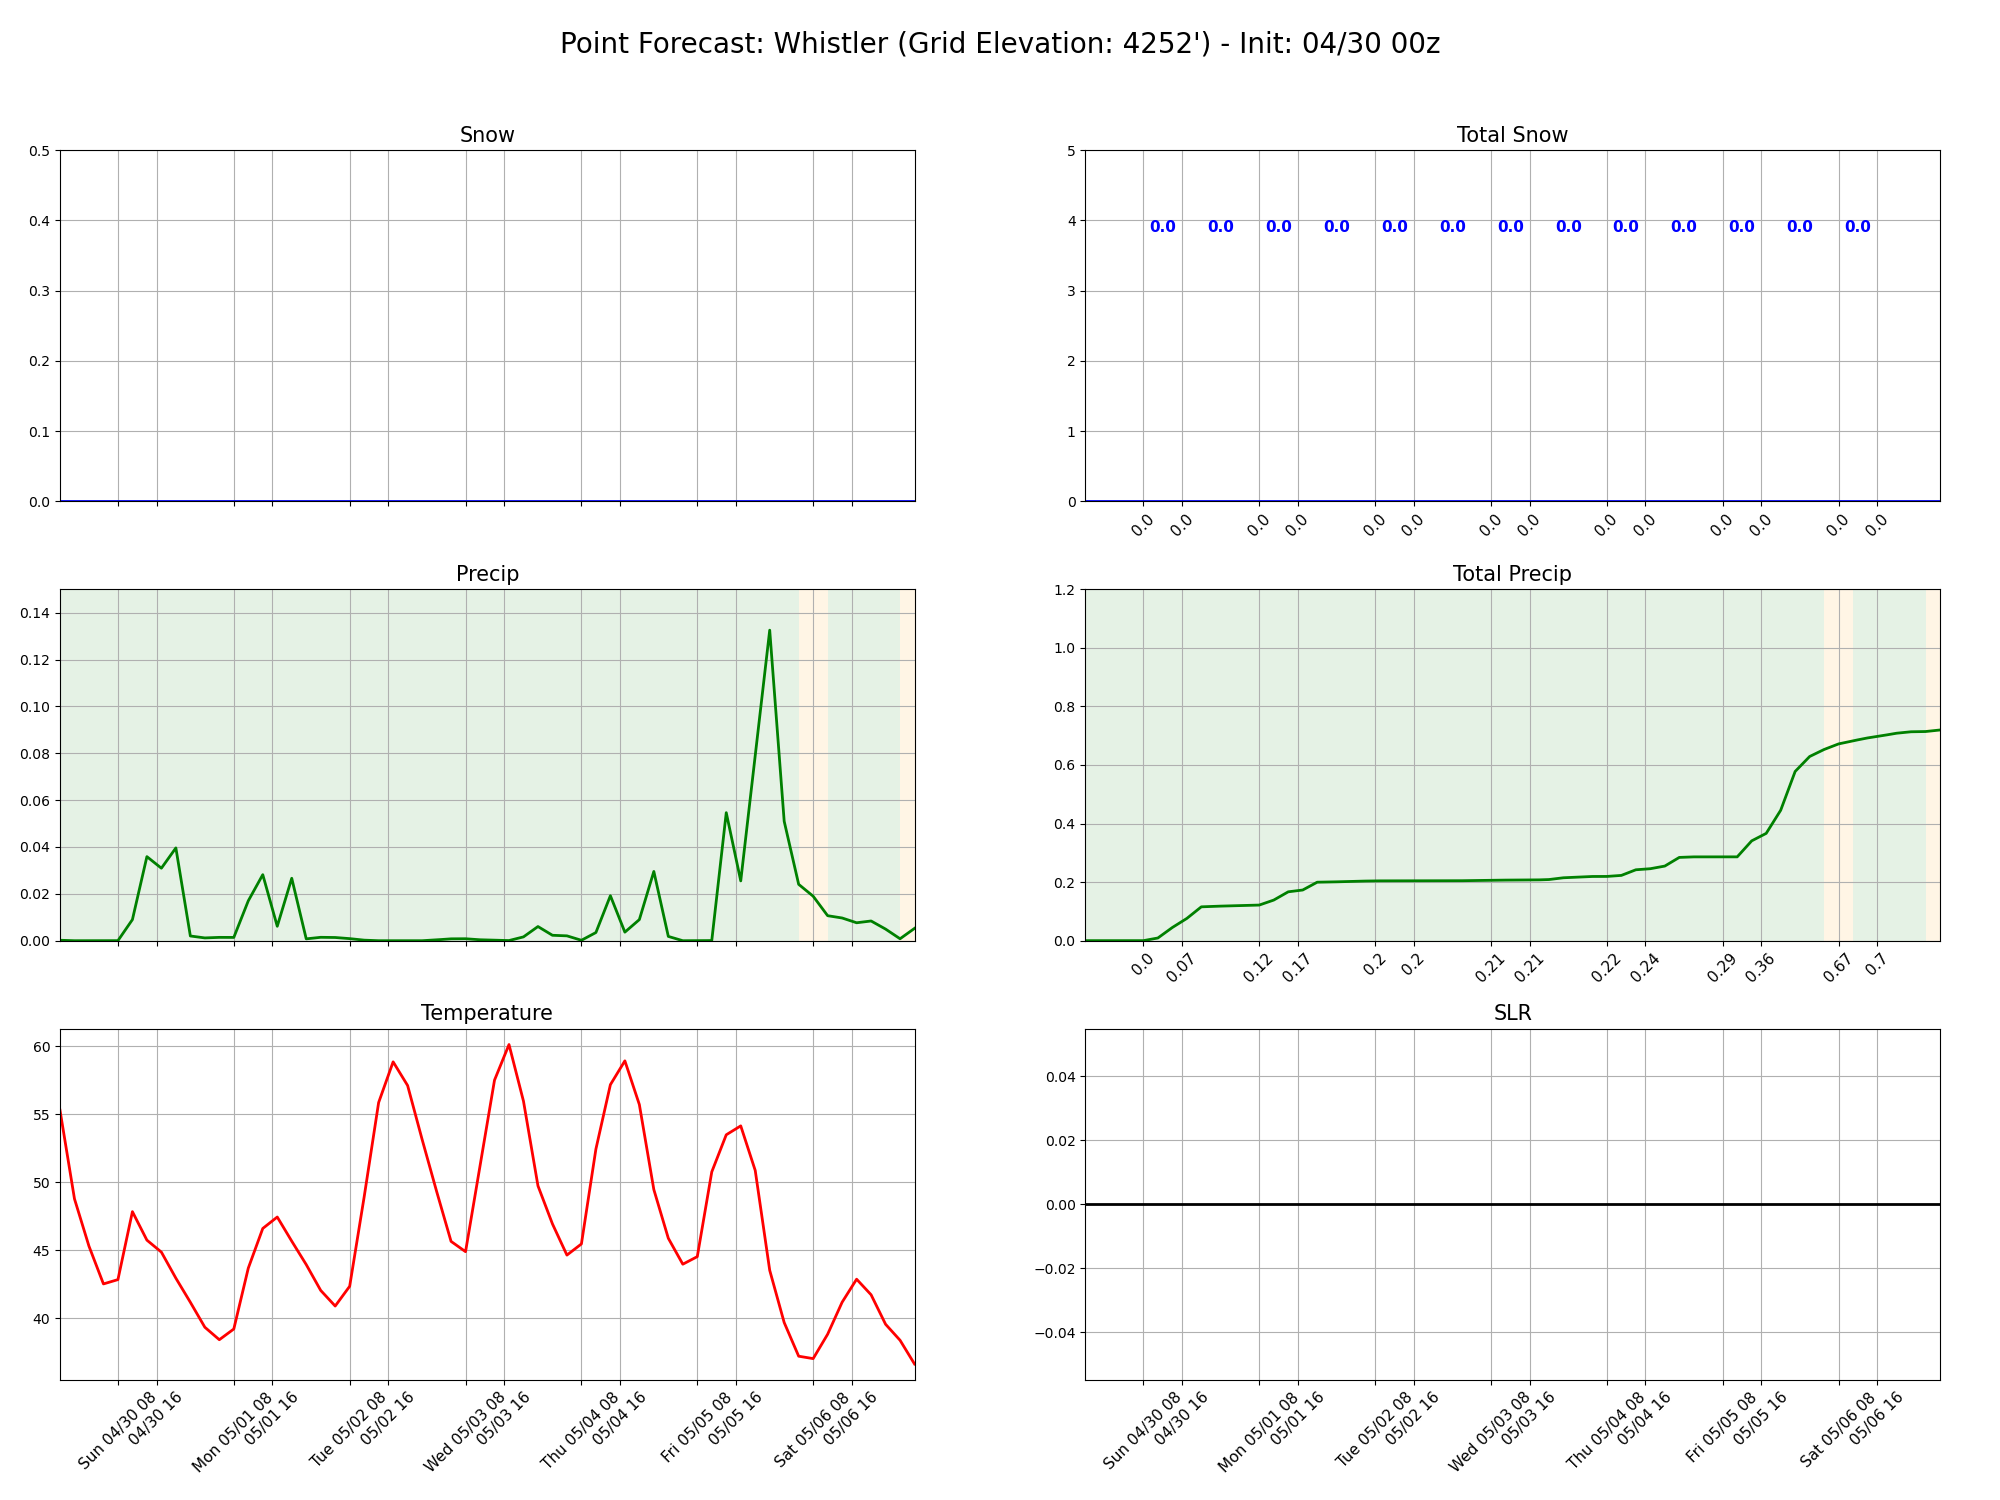 Point Forecast: Whistler (Grid Elevation: 4252') - Init: 04/30 00z
Snow
0.5
0.4
0.3
0.2
0.1
0.0
Total Snow
5
4
3
2
1
0
0.0 0.0 0.0 0.0 0.0 0.0 0.0 0.0 0.0 0.0 0.0 0.0 0.0
0.0 0.0 0.0 0.0 0.0 0.0 0.0 0.0 0.0 0.0 0.0 0.0 0.0 0.0
Precip
0.14
0.12
0.10
0.08
0.06
0.04
0.02
0.00
Total Precip
1.2
1.0
0.8
0.6
0.4
0.2
0.0
0.0 0.07 0.12 0.17 0.2 0.2 0.21 0.21 0.22 0.24 0.29 0.36 0.67 0.7
Temperature
60
55
50
45
40
Sun 04/30 08
04/30 16
Mon 05/01 08
05/01 16
Tue 05/02 08
05/02 16
Wed 05/03 08
05/03 16
Thu 05/04 08
05/04 16
Fri 05/05 08
05/05 16
Sat 05/06 08
05/06 16
SLR
0.04
0.02
0.00
−0.02
−0.04
Sun 04/30 08
04/30 16
Mon 05/01 08
05/01 16
Tue 05/02 08
05/02 16
Wed 05/03 08
05/03 16
Thu 05/04 08
05/04 16
Fri 05/05 08
05/05 16
Sat 05/06 08
05/06 16